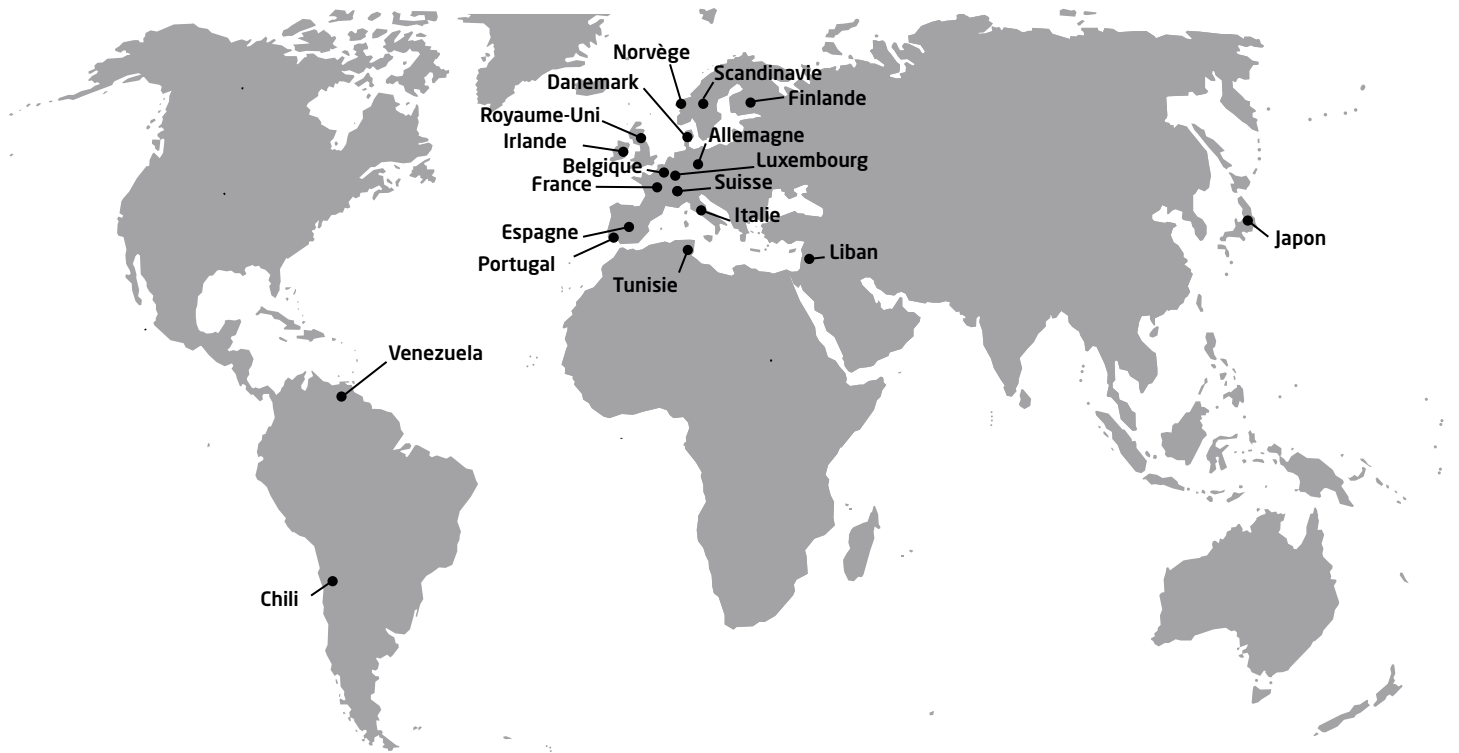 Norvège
Scandinavie
Danemark
Finlande
Royaume-Uni
Allemagne
Irlande
Luxembourg
Belgique
France
Suisse
Italie
Espagne
Japon
Liban
Portugal
Tunisie
Venezuela
Chili